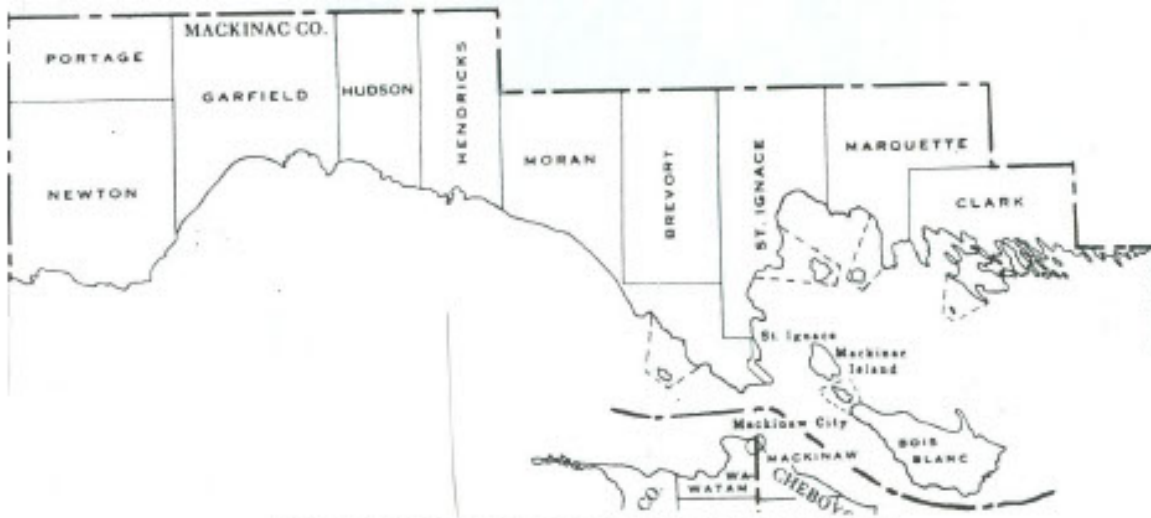 MACKINAC CO.
PORTAGE
GARFIELD
HUDSON
HENDRICKS
NEWTON
MORAN
BREVORT
ST. IGNACE
MARQUETTE
CLARK
St. Ignace
Mackinac
Island
Mackinaw City
MACKINAW
BOIS
BLANC
WA
WATAM
CO.
CHEBOY